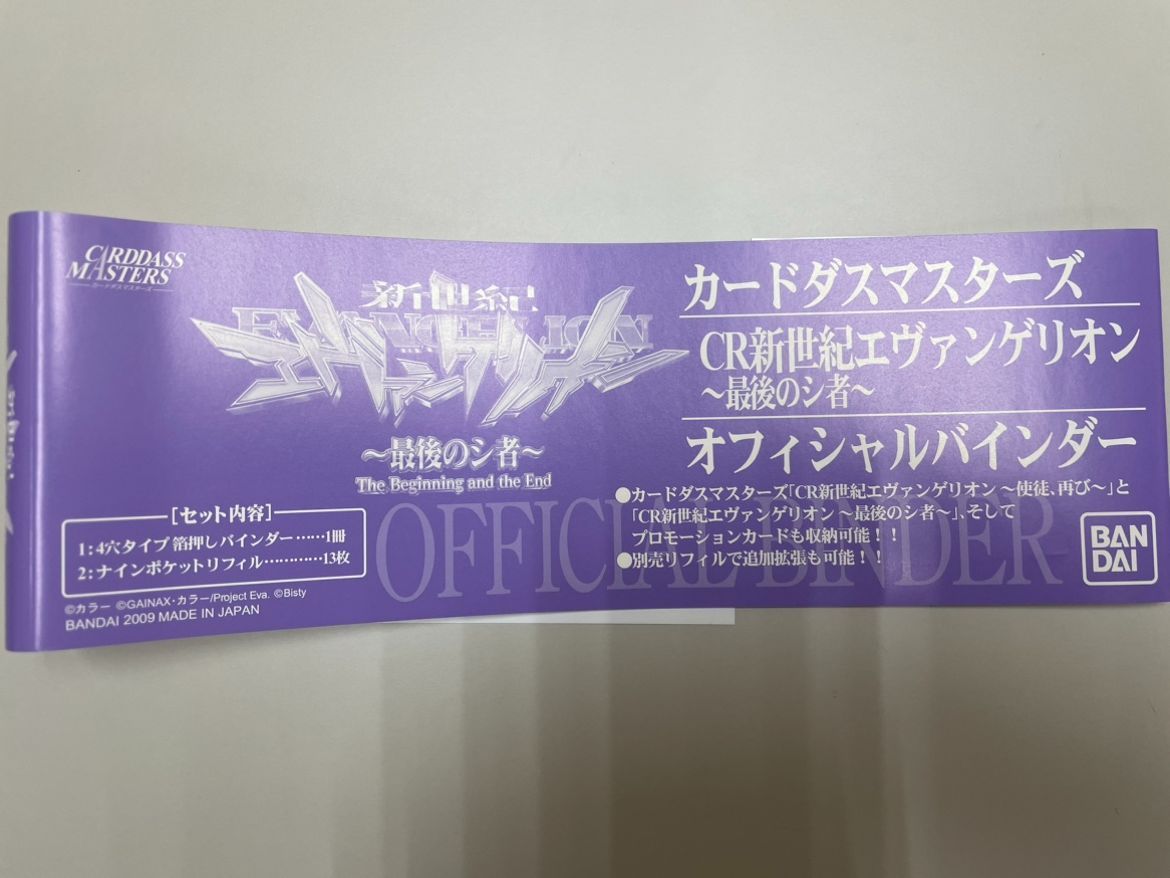 CARDDASS
MASTERS
カードダスマスターズ
新世紀
EVANGELION
エヴァンゲリオン
～最後のシ者～
The Beginning and the End
[セット内容]
1:4穴タイプ 箔押しバインダー……1冊
2:ナインポケットリフィル…………13枚
©カラー ©GAINAX・カラー/Project Eva. ©Bisty
BANDAI 2009 MADE IN JAPAN
カードダスマスターズ
CR新世紀エヴァンゲリオン
～最後のシ者～
オフィシャルバインダー
●カードダスマスターズ「CR新世紀エヴァンゲリオン ～使徒、再び～」と
「CR新世紀エヴァンゲリオン ～最後のシ者～」、そして
プロモーションカードも収納可能！！
●別売リフィルで追加拡張も可能！！
OFFICIAL BINDER
BAN
DAI